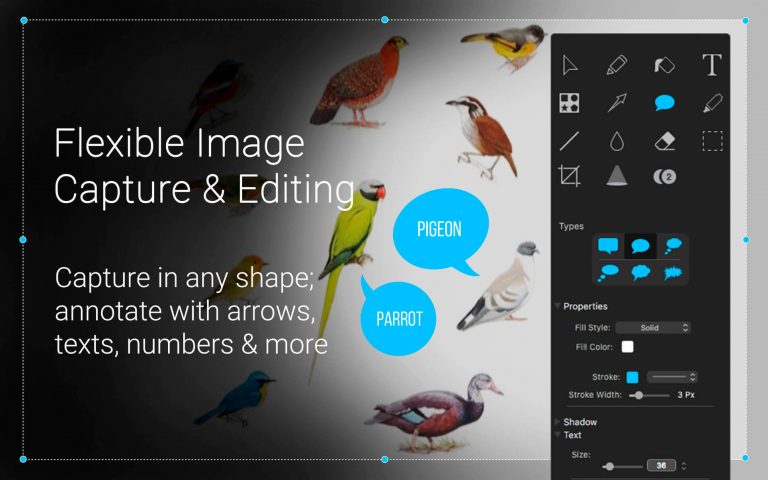 Flexible Image
Capture & Editing
Capture in any shape;
annotate with arrows,
texts, numbers & more
PIGEON
PARROT
T
2
Types
Properties
Fill Style: Solid
Fill Color:
Stroke:
Stroke Width: 3 Px
Shadow
Text
Size:
36